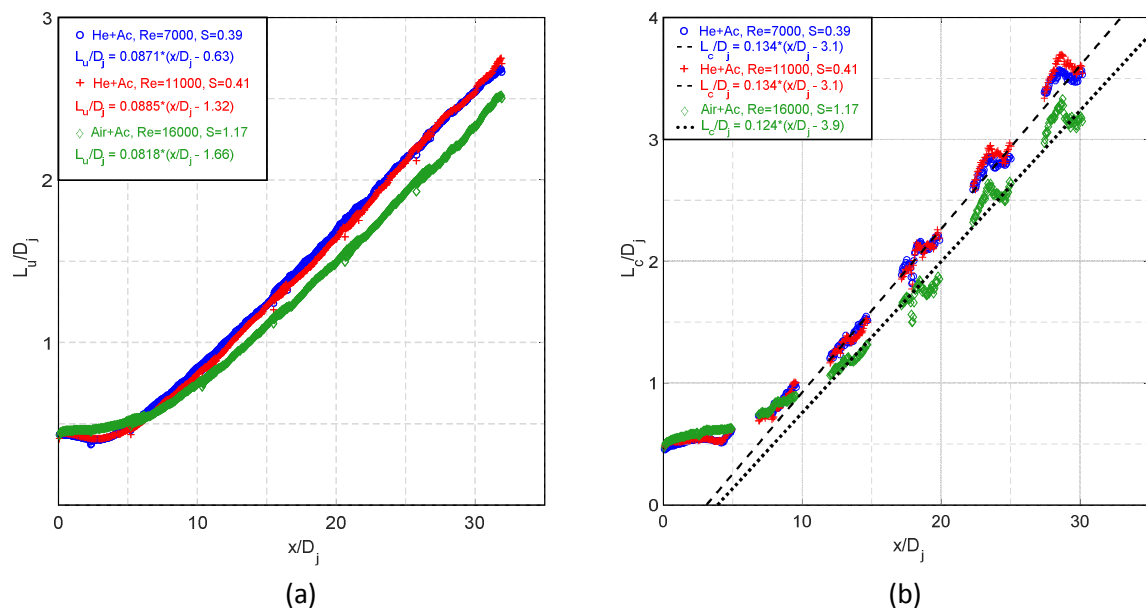 3
2
1
0
10
20
30
x/D_j
L_u/D_j
He+Ac, Re=7000, S=0.39
L_u/D_j = 0.0871*(x/D_j - 0.63)
He+Ac, Re=11000, S=0.41
L_u/D_j = 0.0885*(x/D_j - 1.32)
Air+Ac, Re=16000, S=1.17
L_u/D_j = 0.0818*(x/D_j - 1.66)
(a)
4
3
2
1
0
0
10
20
30
x/D_j
L_c/D_j
He+Ac, Re=7000, S=0.39
L_c/D_j = 0.134*(x/D_j - 3.1)
He+Ac, Re=11000, S=0.41
L_c/D_j = 0.134*(x/D_j - 3.1)
Air+Ac, Re=16000, S=1.17
L_c/D_j = 0.124*(x/D_j - 3.9)
(b)